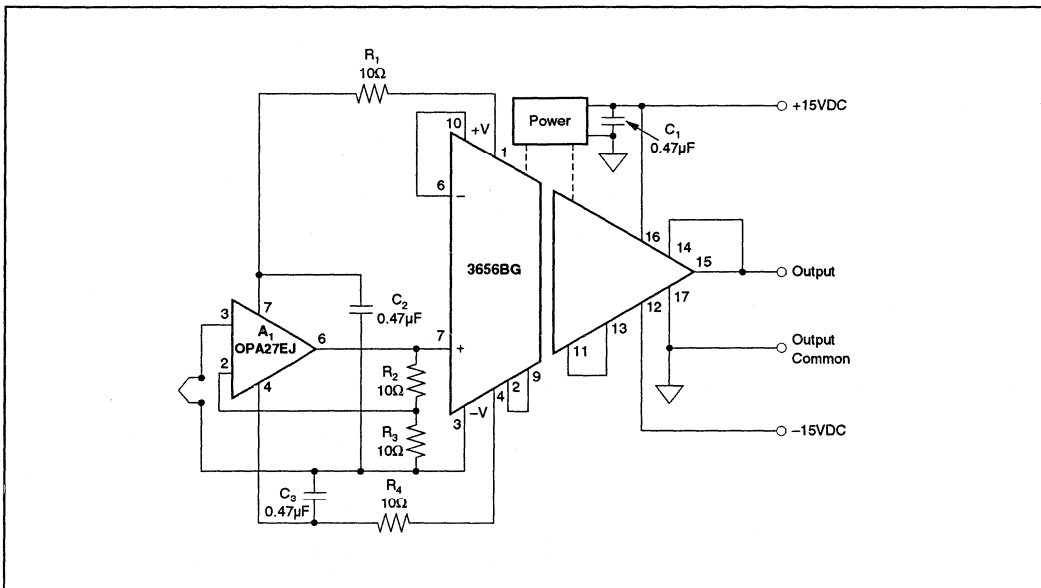 R1
10Ω
10
+V
1
Power
C1
0.47µF
+15VDC
6
–
3656BG
16
14
15
Output
17
12
Output
Common
–15VDC
13
11
7
+
9
2
4
–V
3
C2
0.47µF
3
7
A1
OPA27EJ
6
2
4
R2
10Ω
R3
10Ω
C3
0.47µF
R4
10Ω